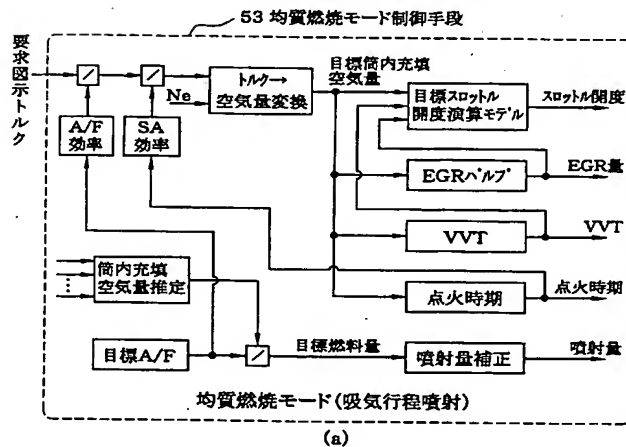 53 均質燃焼モード制御手段
要求図示トルク
Ne
トルク→
空気量変換
目標筒内充填
空気量
目標スロットル
開度演算モデル
スロットル開度
A/F
効率
SA
効率
EGRバルブ
EGR量
VVT
VVT
筒内充填
空気量推定
点火時期
点火時期
目標A/F
目標燃料量
噴射量補正
噴射量
均質燃焼モード(吸気行程噴射)
(a)